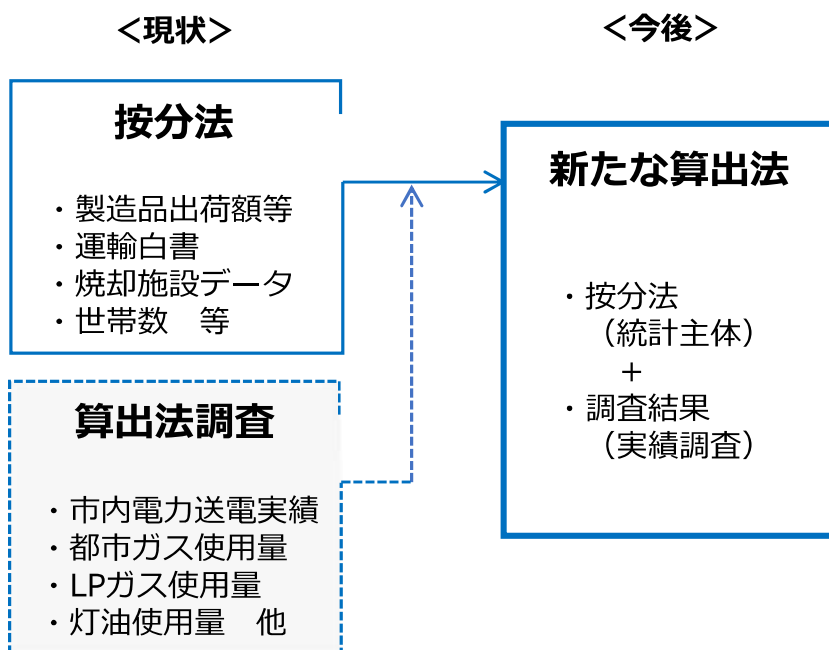 ＜現状＞
按分法
・製造品出荷額等
・運輸白書
・焼却施設データ
・世帯数　等
算出法調査
・市内電力送電実績
・都市ガス使用量
・LPガス使用量
・灯油使用量　他
＜今後＞
新たな算出法
・按分法
（統計主体）
＋
・調査結果
（実績調査）